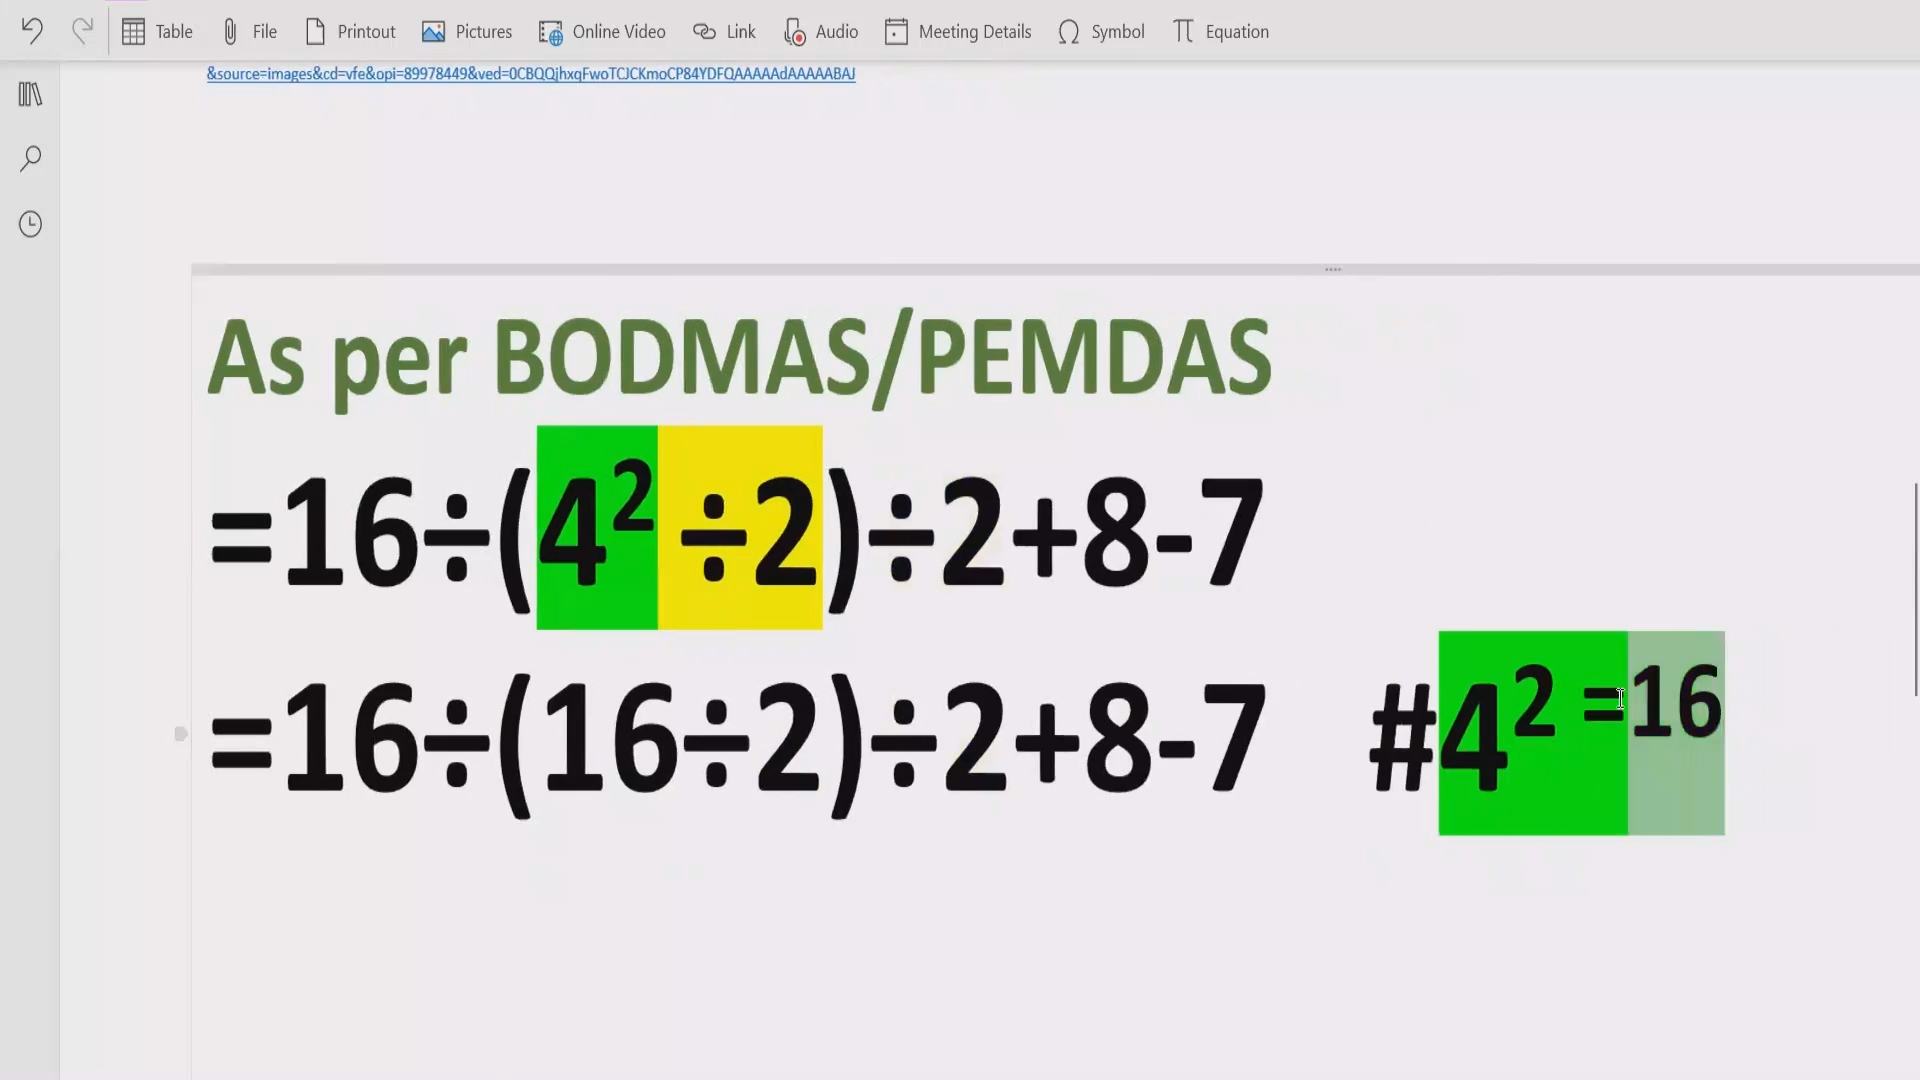 Table File Printout Pictures Online Video Link Audio Meeting Details Symbol Equation
&source=images&cd=vfe&opi=89978449&ved=0CBQQjhxqFwoTCJCKmoCP84YDFQAAAAAdAAAAABAJ
As per BODMAS/PEMDAS
=16÷(4² ÷2)÷2+8-7
=16÷(16÷2)÷2+8-7 #4² ⁼¹⁶